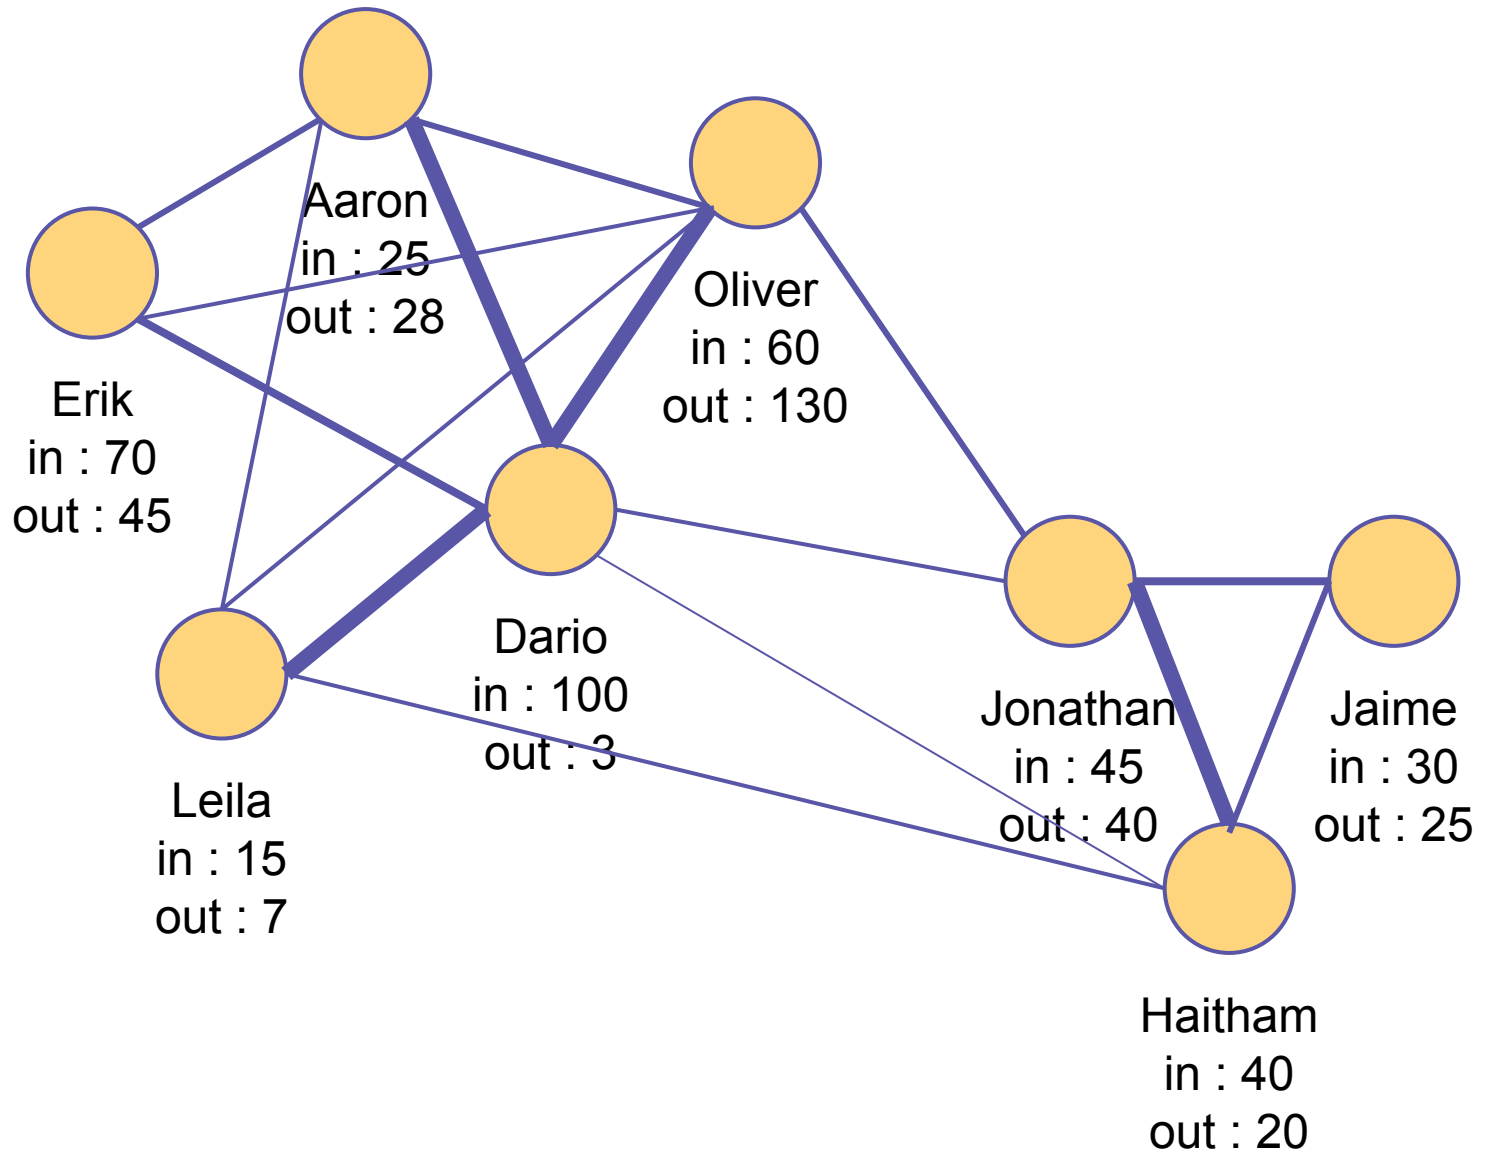 Aaron
in : 25
out : 28
Oliver
in : 60
out : 130
Erik
in : 70
out : 45
Dario
in : 100
out : 3
Jonathan
in : 45
out : 40
Jaime
in : 30
out : 25
Leila
in : 15
out : 7
Haitham
in : 40
out : 20